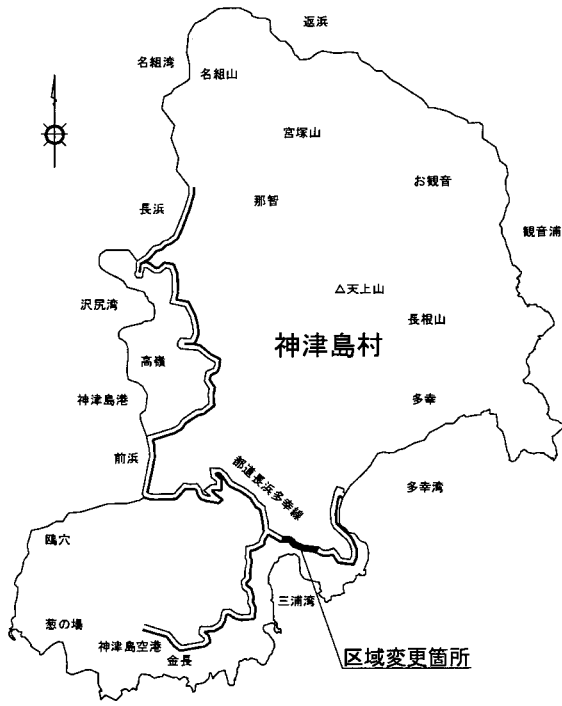 返浜
名組湾
名組山
宮塚山
お観音
那智
長浜
観音浦
△天上山
沢尻湾
長根山
神津島村
高嶺
神津島港
多幸
前浜
都道長浜多幸線
多幸湾
鴎穴
三浦湾
葱の場
神津島空港
金長
区域変更箇所